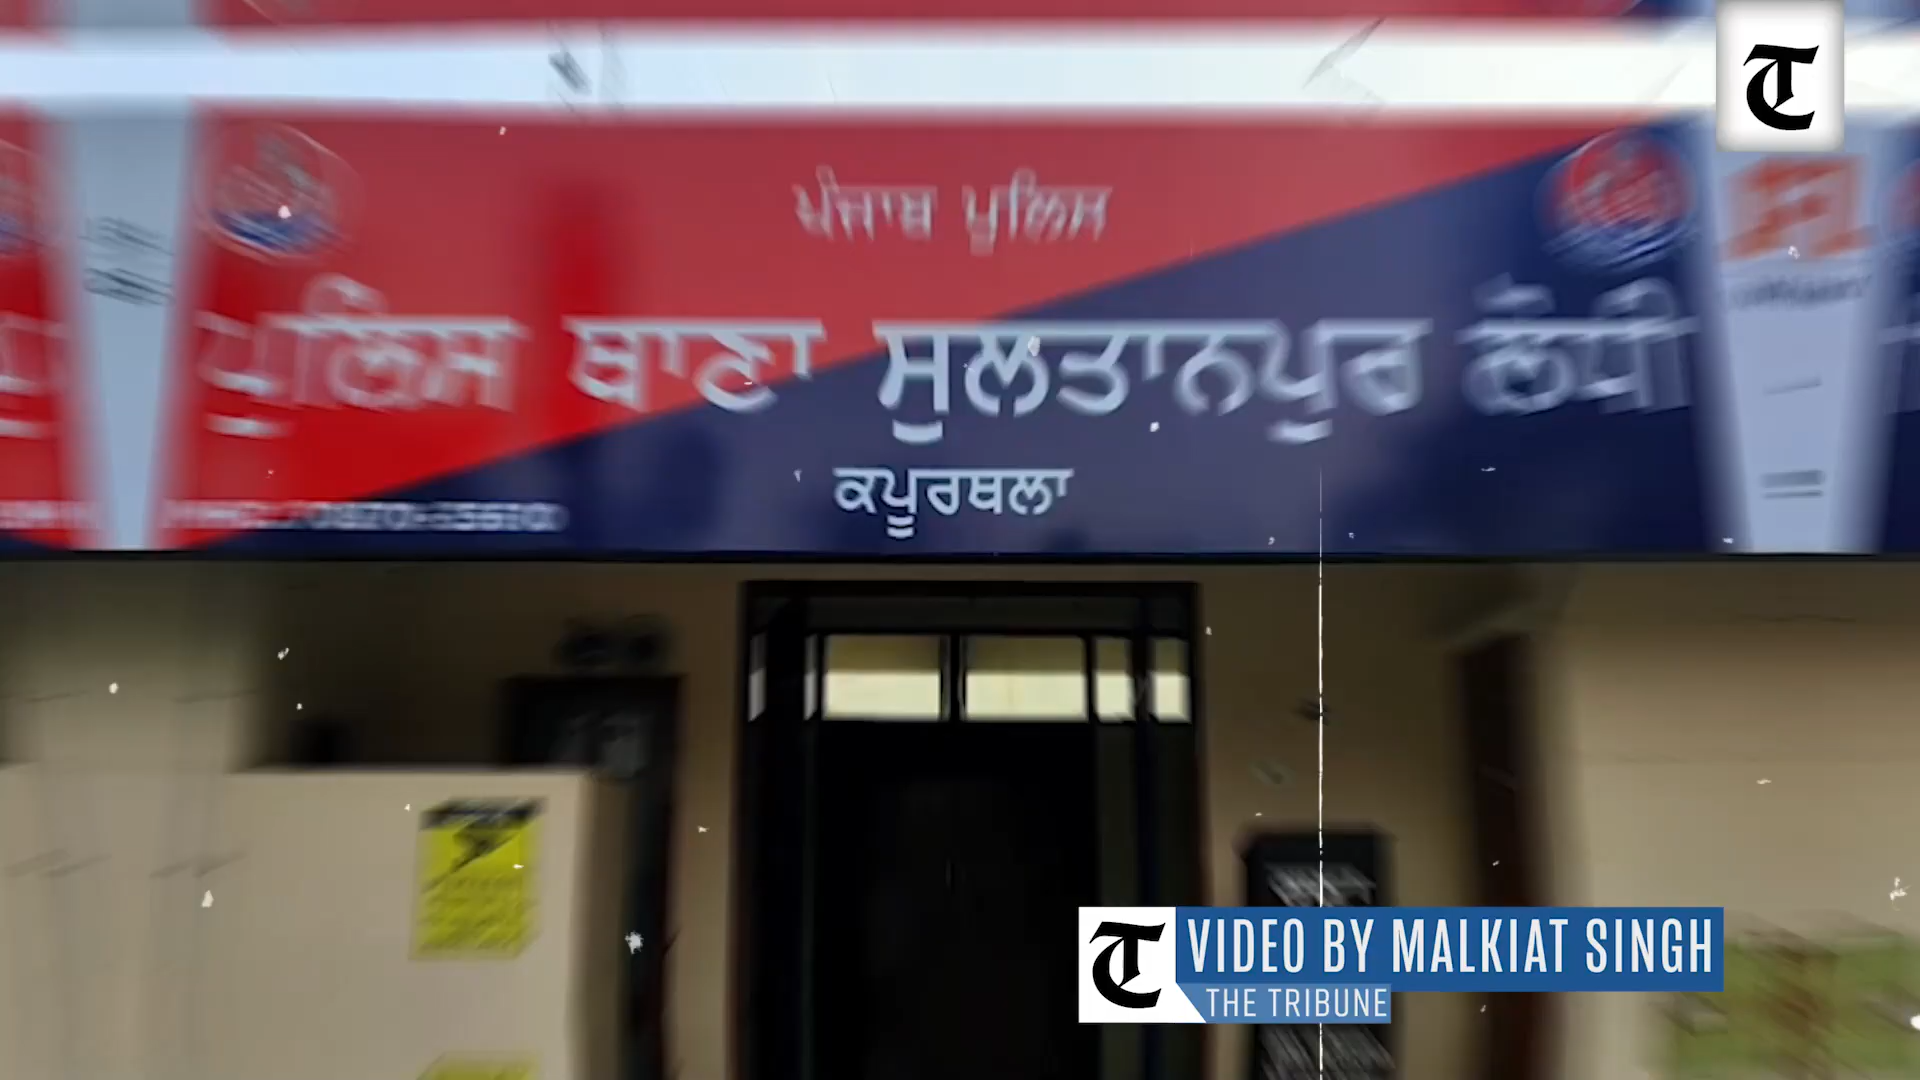 ਪੰਜਾਬ ਪੁਲਿਸ
ਪੁਲਿਸ ਥਾਣਾ ਸੁਲਤਾਨਪੁਰ ਲੋਧੀ
ਕਪੂਰਥਲਾ
VIDEO BY MALKIAT SINGH
THE TRIBUNE